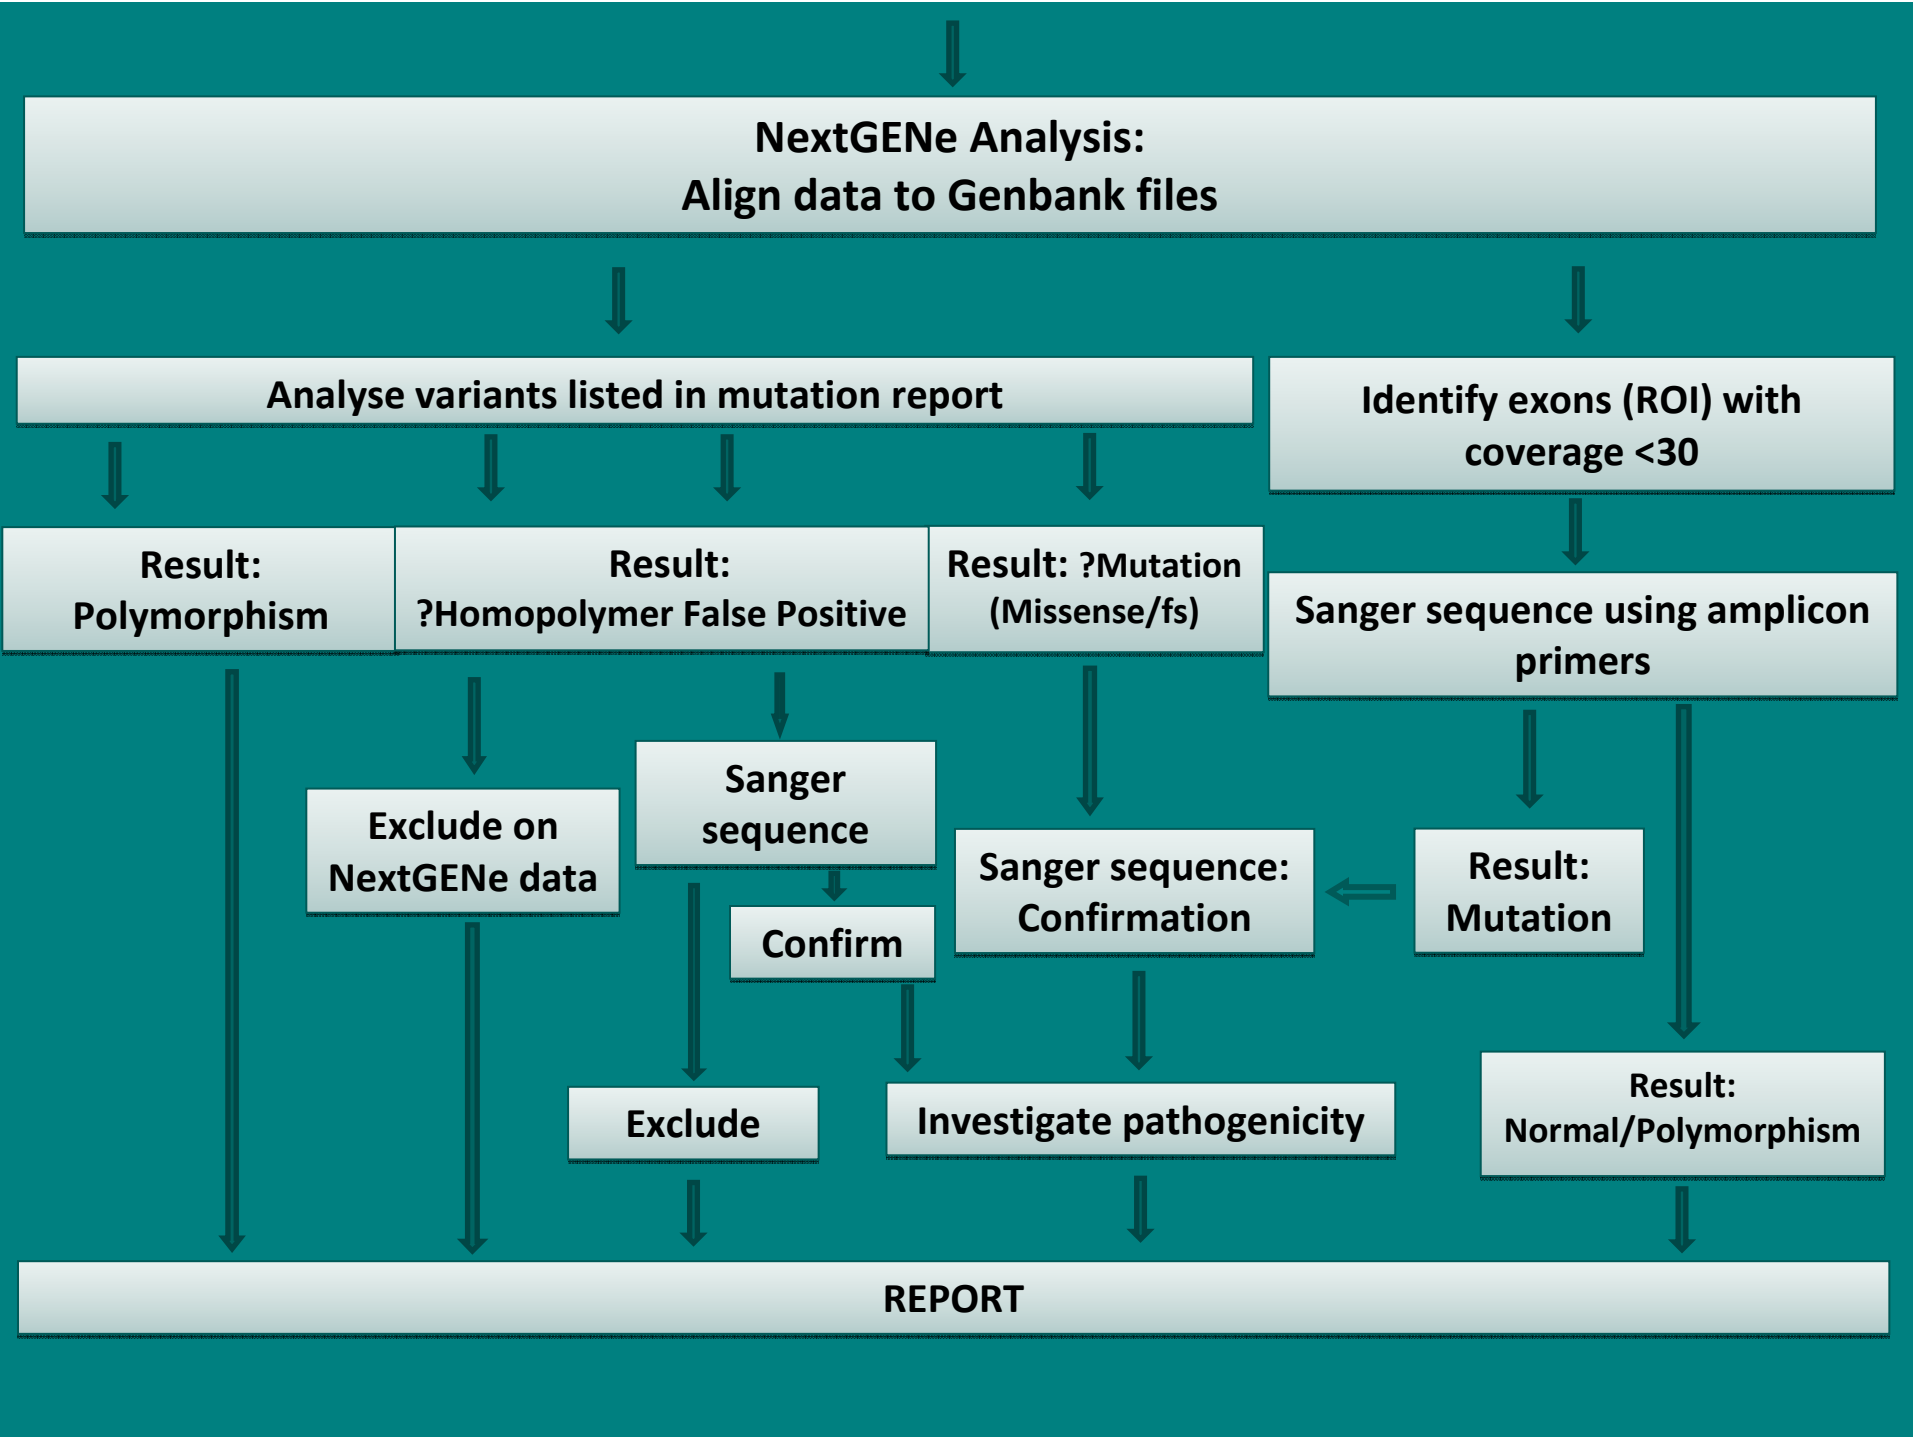 NextGENe Analysis:
Align data to Genbank files
Analyse variants listed in mutation report
Identify exons (ROI) with
coverage <30
Result:
Polymorphism
Result:
?Homopolymer False Positive
Result: ?Mutation
(Missense/fs)
Sanger sequence using amplicon
primers
Exclude on
NextGENe data
Sanger
sequence
Confirm
Sanger sequence:
Confirmation
Result:
Mutation
Exclude
Investigate pathogenicity
Result:
Normal/Polymorphism
REPORT